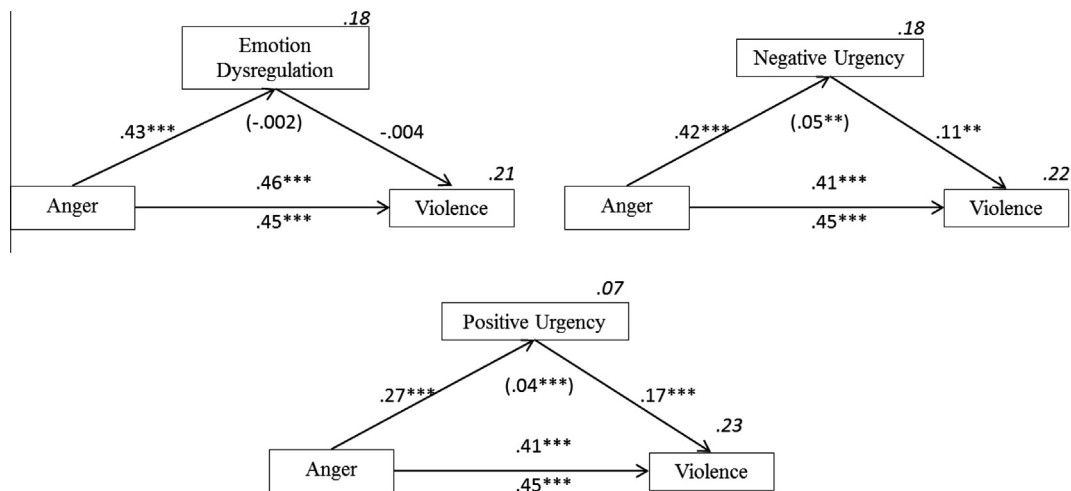 .18
Emotion
Dysregulation
.43***
(-.002)
-.004
.21
.46***
Anger
Violence
.45***
.18
Negative Urgency
.42***
(.05**)
.11**
.22
.41***
Anger
Violence
.45***
.07
Positive Urgency
.27***
(.04***)
.17***
.23
.41***
Anger
Violence
.45***